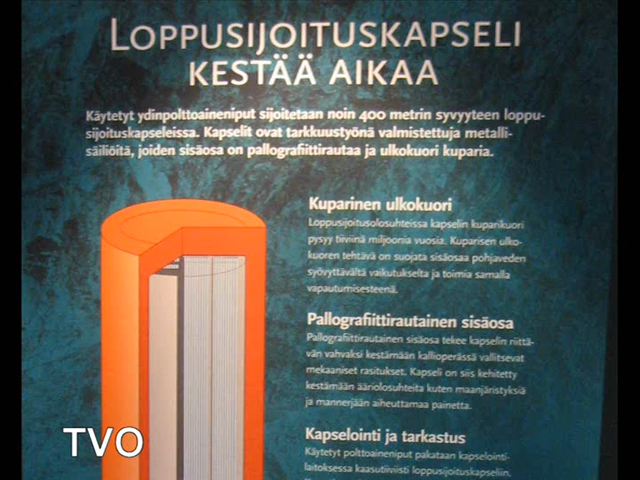 LOPPUSIJOITUSKAPSELI
KESTÄÄ AIKAA
Käytetyt ydinpolttoaineniput sijoitetaan noin 400 metrin syvyyteen loppu-
sijoituskapseleissa. Kapselit ovat tarkkuustyönä valmistettuja metalli-
säiliöitä, joiden sisäosa on pallografiittirautaa ja ulkokuori kuparia.
Kuparinen ulkokuori
Loppusijoitusolosuhteissa kapselin kuparikuori
pysyy tiiviinä miljoonia vuosia. Kuparisen ulko-
kuoren tehtävä on suojata sisäosaa pohjaveden
syövyttävältä vaikutukselta ja toimia samalla
vapautumisesteenä.
Pallografiittirautainen sisäosa
Pallografiittirautainen sisäosa tekee kapselin riittä-
vän vahvaksi kestämään kallioperässä vallitsevat
mekaaniset rasitukset. Kapseli on siis kehitetty
kestämään ääriolosuhteita kuten maanjäristyksiä
ja mannerjään aiheuttamaa painetta.
Kapselointi ja tarkastus
Käytetyt polttoaineniput pakataan kapselointi-
laitoksessa kaasutiiviisti loppusijoituskapseliin.
TVO